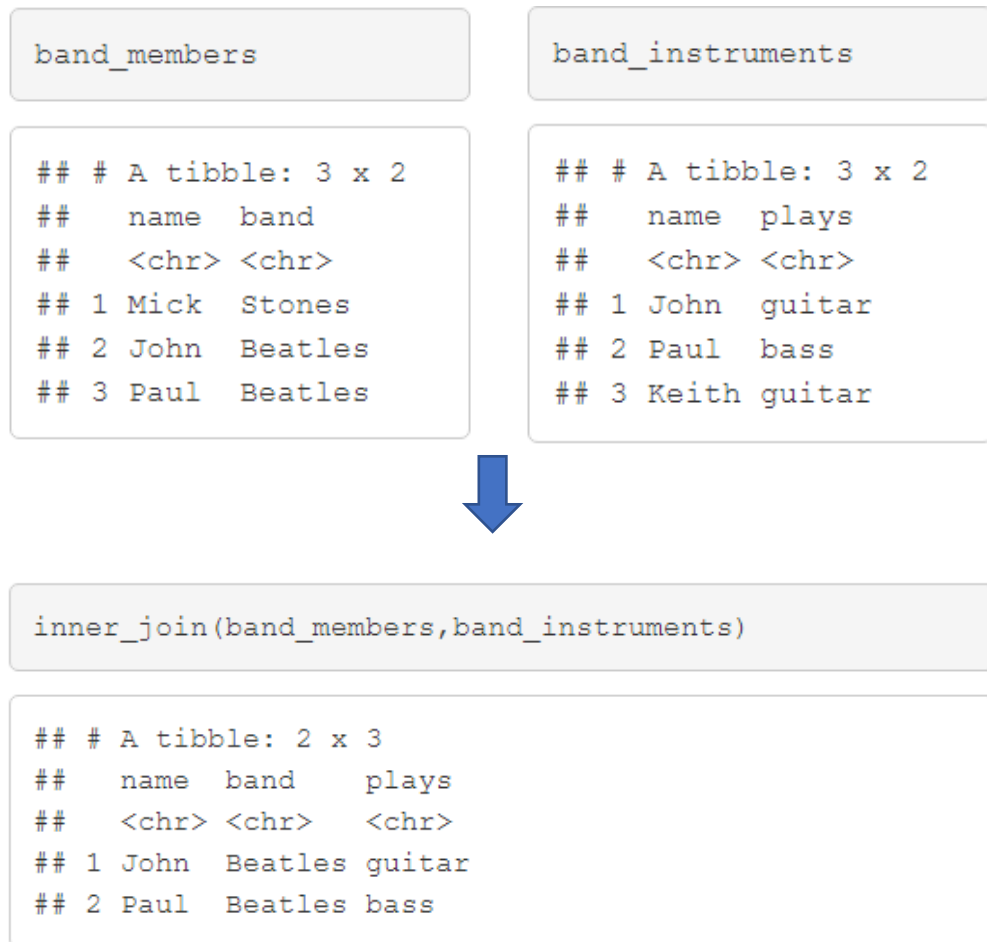 band_members
## # A tibble: 3 x 2
##   name  band
##   <chr> <chr>
## 1 Mick  Stones
## 2 John  Beatles
## 3 Paul  Beatles
band_instruments
## # A tibble: 3 x 2
##   name  plays
##   <chr> <chr>
## 1 John  guitar
## 2 Paul  bass
## 3 Keith guitar
inner_join(band_members,band_instruments)
## # A tibble: 2 x 3
##   name  band    plays
##   <chr> <chr>   <chr>
## 1 John  Beatles guitar
## 2 Paul  Beatles bass